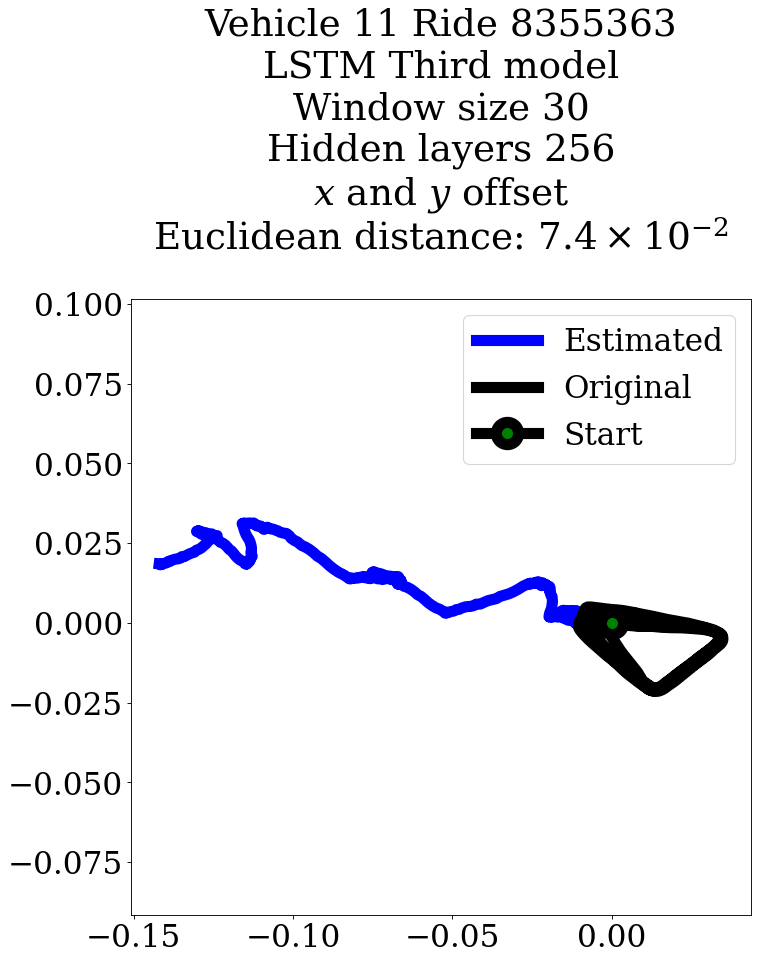 Vehicle 11 Ride 8355363
LSTM Third model
Window size 30
Hidden layers 256
x and y offset
Euclidean distance: 7.4 × 10⁻²
Estimated
Original
Start
0.100
0.075
0.050
0.025
0.000
−0.025
−0.050
−0.075
−0.15 −0.10 −0.05 0.00